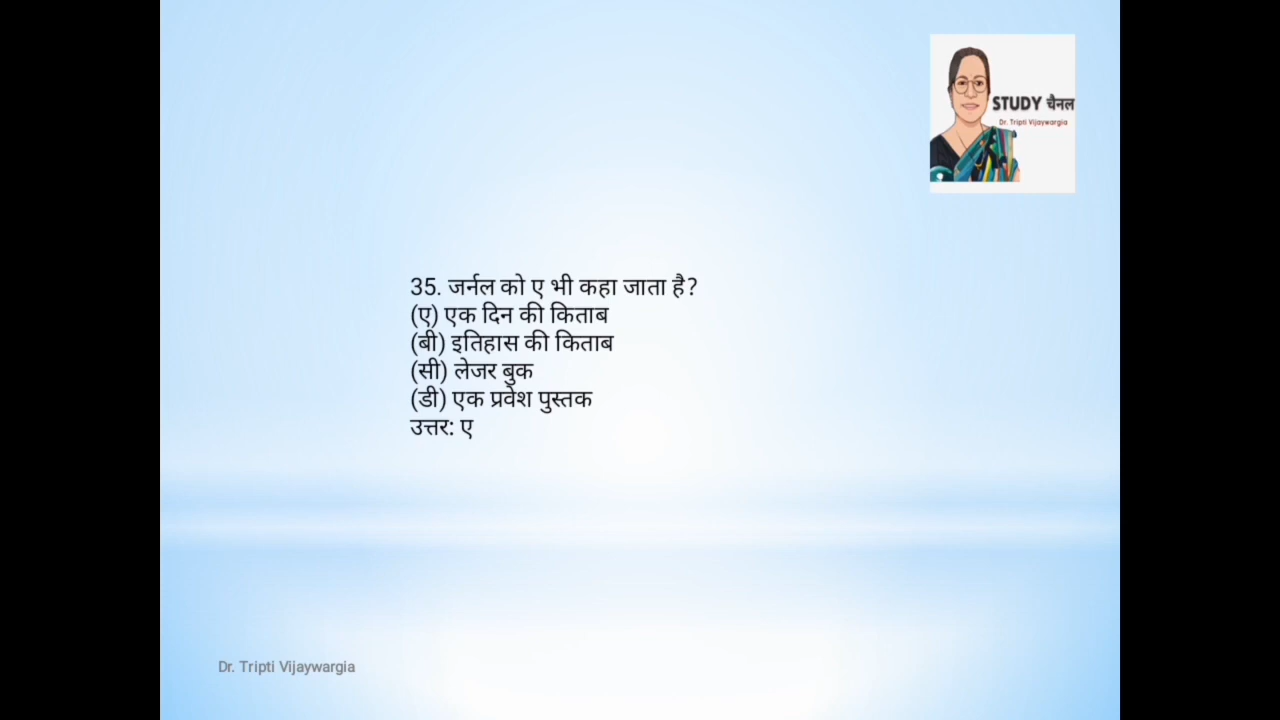 STUDY चैनल
Dr. Tripti Vijaywargia
35. जर्नल को ए भी कहा जाता है?
(ए) एक दिन की किताब
(बी) इतिहास की किताब
(सी) लेजर बुक
(डी) एक प्रवेश पुस्तक
उत्तर: ए
Dr. Tripti Vijaywargia